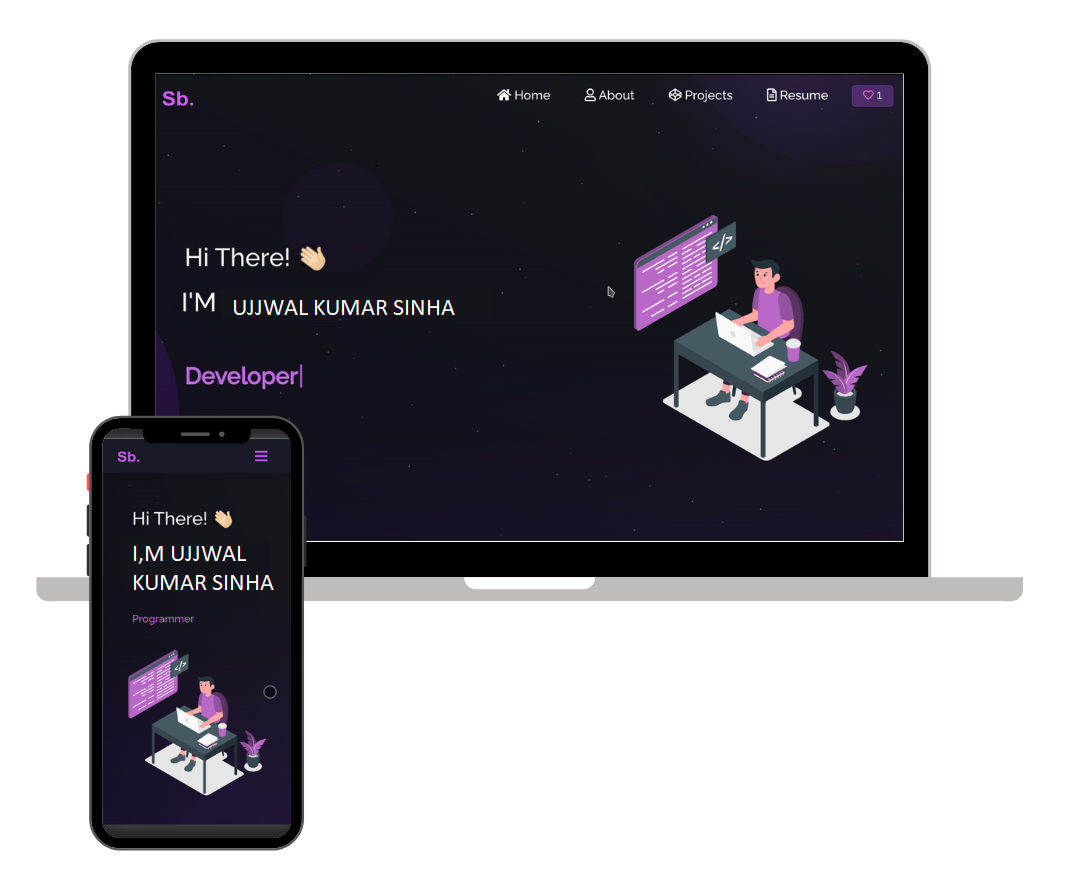 Sb.
Home About Projects Resume 1
Hi There! 👋🏻
I'M UJJWAL KUMAR SINHA
</>
Developer|
Sb.
Hi There! 👋🏻
I,M UJJWAL
KUMAR SINHA
Programmer
</>